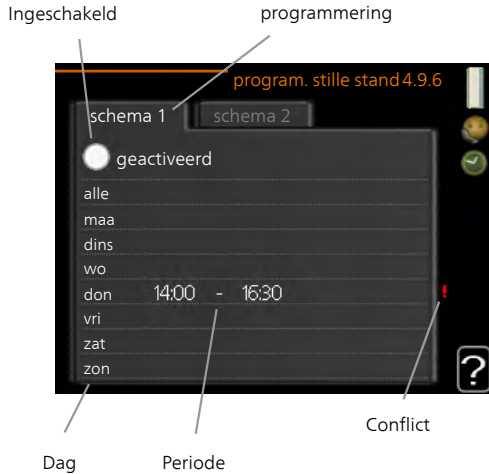 Ingeschakeld programmering
program. stille stand 4.9.6
schema 1 schema 2
geactiveerd
alle
maa
dins
wo
don 14:00 - 16:30 !
vri
zat
zon
?
Conflict
Dag Periode